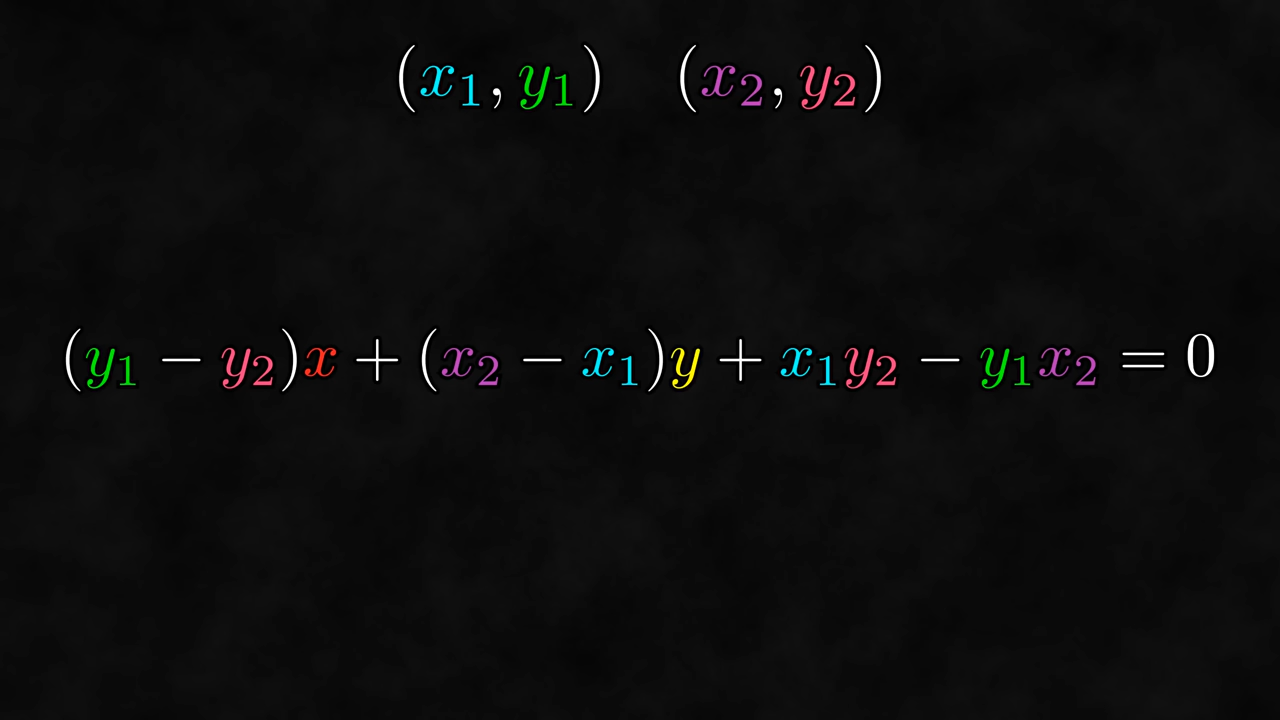 (x₁, y₁) (x₂, y₂)
(y₁ − y₂)x + (x₂ − x₁)y + x₁y₂ − y₁x₂ = 0